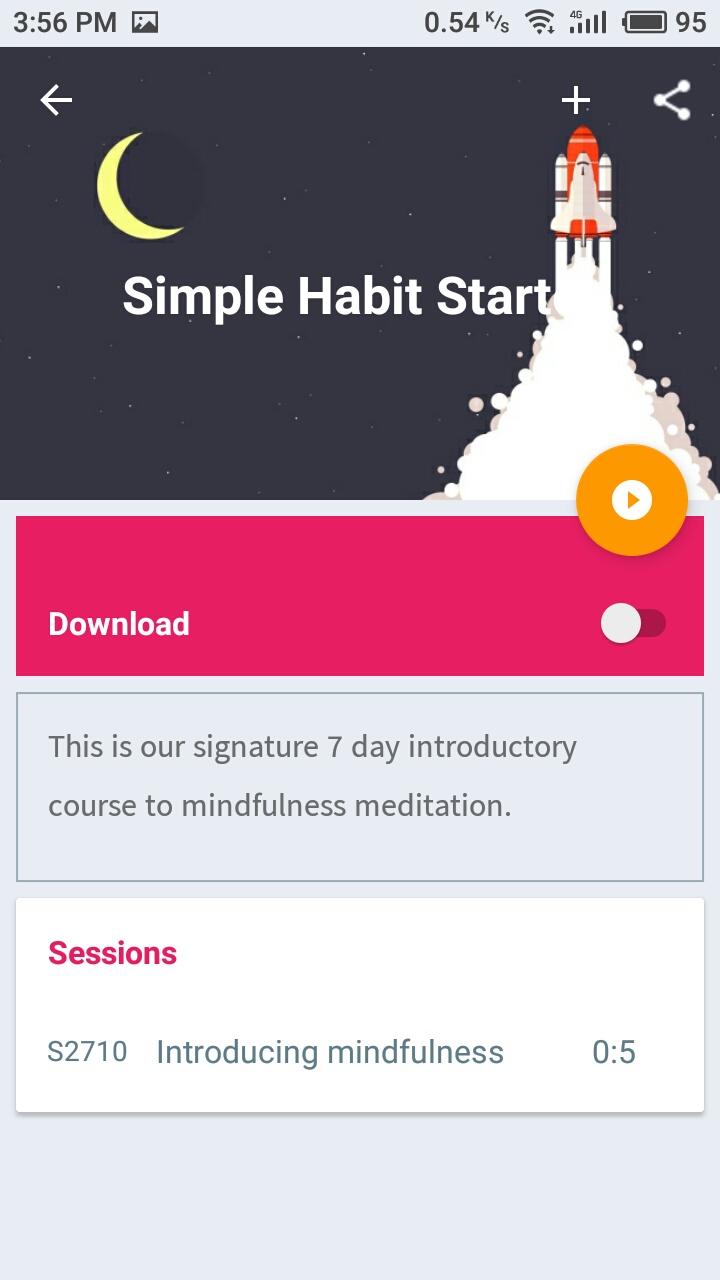 3:56 PM 0.54 K/s 4G 95
Simple Habit Start
Download
This is our signature 7 day introductory
course to mindfulness meditation.
Sessions
S2710 Introducing mindfulness 0:5